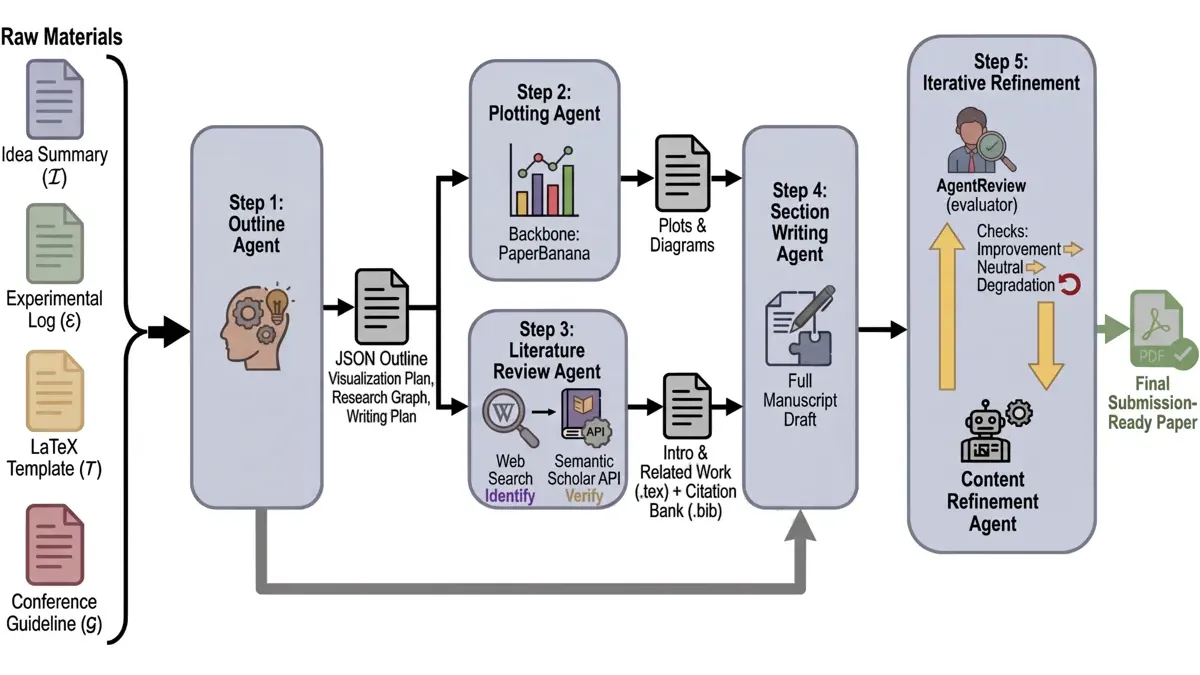 Raw Materials
Idea Summary
(𝓘)
Experimental
Log (ℰ)
LaTeX
Template (T)
Conference
Guideline (𝒢)
Step 1:
Outline
Agent
JSON Outline
Visualization Plan,
Research Graph,
Writing Plan
Step 2:
Plotting Agent
Backbone:
PaperBanana
Plots &
Diagrams
Step 3:
Literature
Review Agent
W
API
Web
Search
Identify
Semantic
Scholar API
Verify
Intro &
Related Work
(.tex) + Citation
Bank (.bib)
Step 4:
Section
Writing
Agent
Full
Manuscript
Draft
Step 5:
Iterative Refinement
AgentReview
(evaluator)
Checks:
Improvement
Neutral
Degradation
Content
Refinement
Agent
PDF
Final
Submission-
Ready Paper